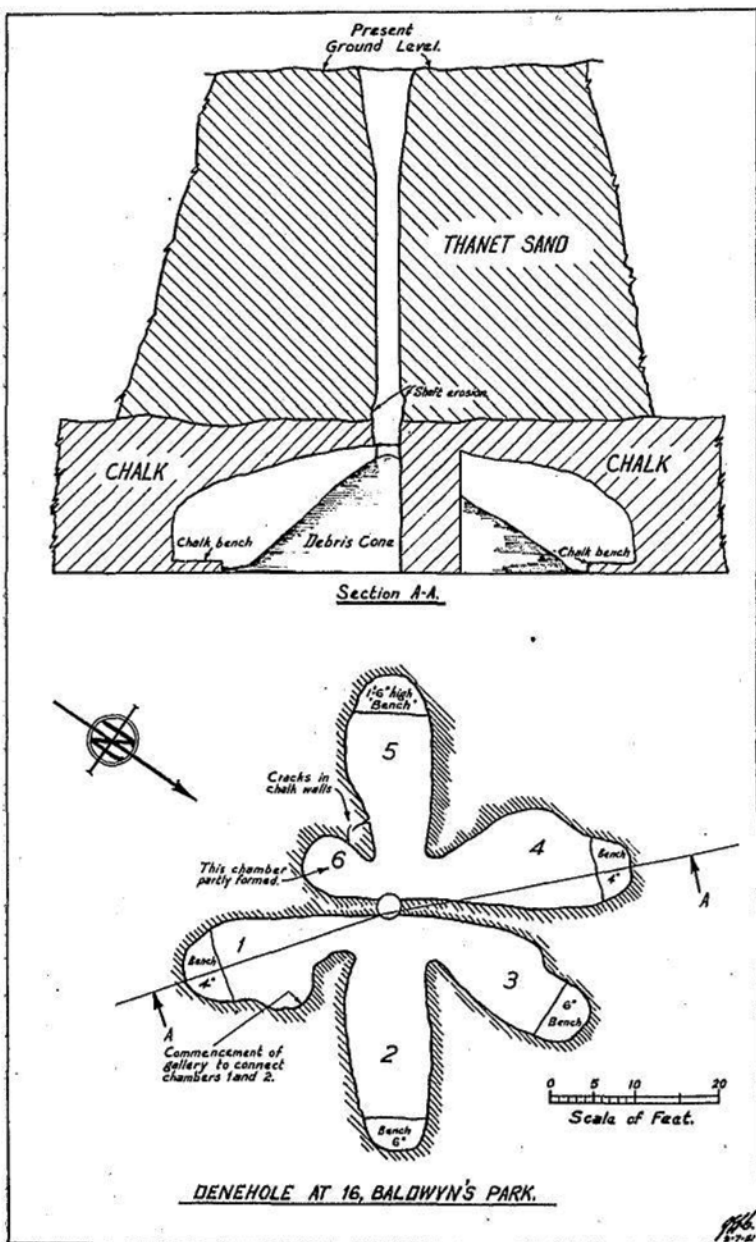 Present
Ground Level.
THANET SAND
Shaft erosion.
CHALK
CHALK
Chalk bench
Debris Cone
Chalk bench
Section A-A.
1'-6" high
"Bench"
5
N
Cracks in
chalk walls
6
This chamber
partly formed.
4
Bench
4"
A
1
Bench
4"
3
6"
Bench
A
Commencement of
gallery to connect
chambers 1 and 2.
2
Bench
6"
0 5 10 20
Scale of Feet.
DENEHOLE AT 16, BALDWYN'S PARK.